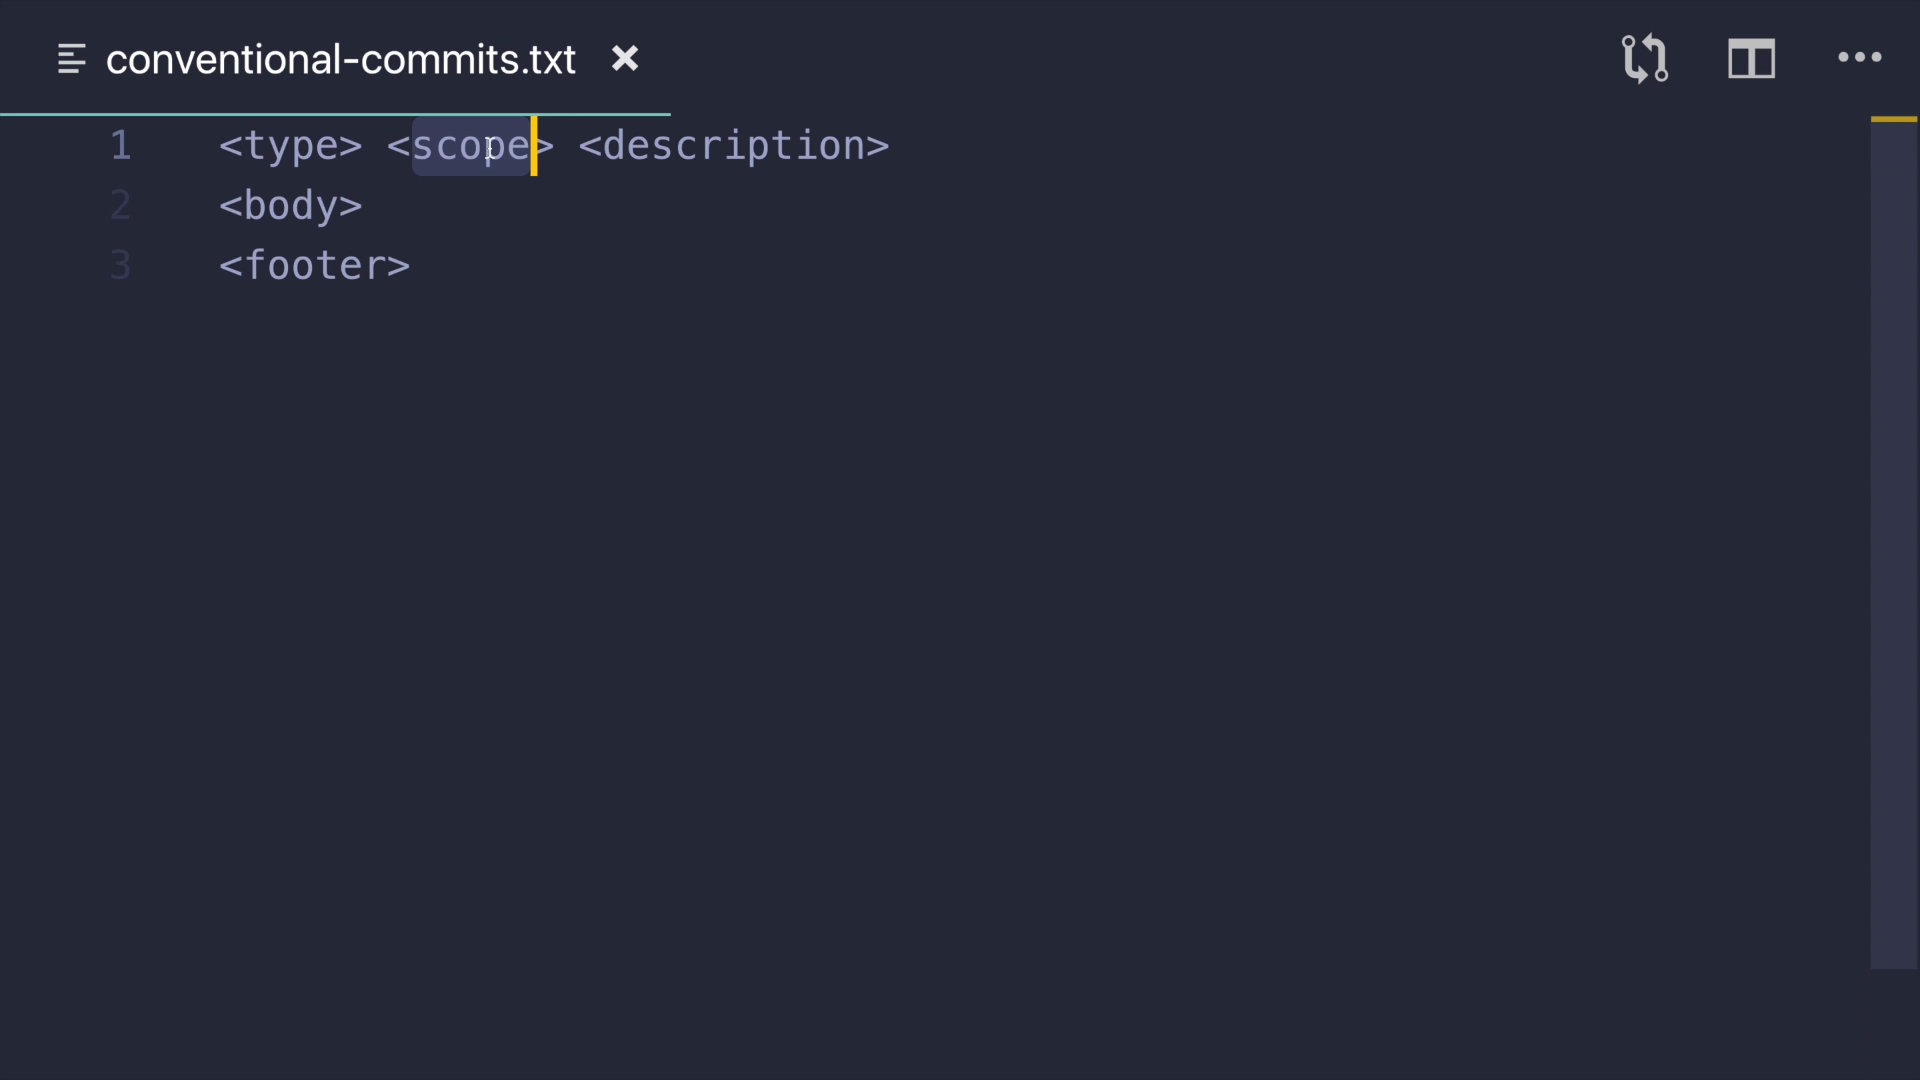 conventional-commits.txt
1 <type> <scope> <description>
2 <body>
3 <footer>